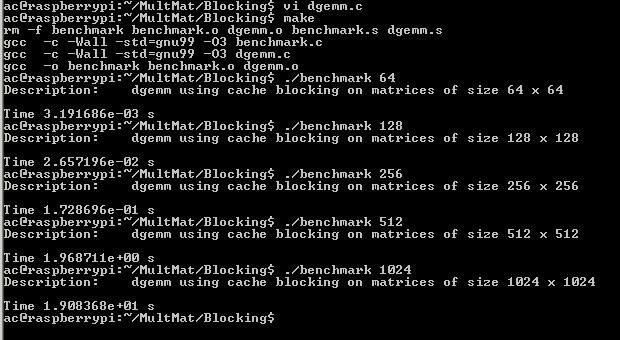 ac@raspberrypi:~/MultMat/Blocking$ vi dgemm.c
ac@raspberrypi:~/MultMat/Blocking$ make
rm -f benchmark benchmark.o dgemm.o benchmark.s dgemm.s
gcc  -c -Wall -std=gnu99 -O3 benchmark.c
gcc  -c -Wall -std=gnu99 -O3 dgemm.c
gcc  -o benchmark benchmark.o dgemm.o
ac@raspberrypi:~/MultMat/Blocking$ ./benchmark 64
Description:    dgemm using cache blocking on matrices of size 64 x 64
Time 3.191686e-03 s
ac@raspberrypi:~/MultMat/Blocking$ ./benchmark 128
Description:    dgemm using cache blocking on matrices of size 128 x 128
Time 2.657196e-02 s
ac@raspberrypi:~/MultMat/Blocking$ ./benchmark 256
Description:    dgemm using cache blocking on matrices of size 256 x 256
Time 1.728696e-01 s
ac@raspberrypi:~/MultMat/Blocking$ ./benchmark 512
Description:    dgemm using cache blocking on matrices of size 512 x 512
Time 1.968711e+00 s
ac@raspberrypi:~/MultMat/Blocking$ ./benchmark 1024
Description:    dgemm using cache blocking on matrices of size 1024 x 1024
Time 1.908368e+01 s
ac@raspberrypi:~/MultMat/Blocking$